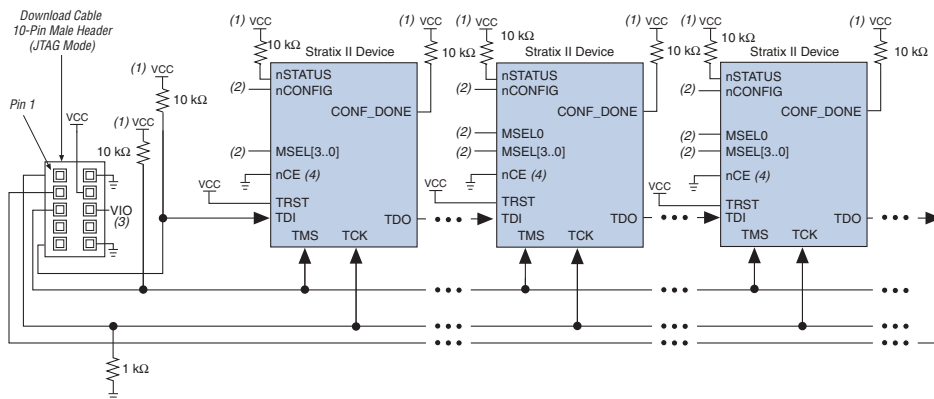 Download Cable
10-Pin Male Header
(JTAG Mode)
Pin 1
VCC
(1) VCC
10 kΩ
(1) VCC
10 kΩ
VIO
(3)
1 kΩ
(1) VCC
10 kΩ
Stratix II Device
(1) VCC
10 kΩ
nSTATUS
(2) nCONFIG
CONF_DONE
(2) MSEL[3..0]
nCE (4)
VCC
TRST
TDI
TDO
TMS
TCK
(1) VCC
10 kΩ
Stratix II Device
(1) VCC
10 kΩ
nSTATUS
(2) nCONFIG
CONF_DONE
(2) MSEL0
(2) MSEL[3..0]
nCE (4)
VCC
TRST
TDI
TDO
TMS
TCK
(1) VCC
10 kΩ
Stratix II Device
(1) VCC
10 kΩ
nSTATUS
(2) nCONFIG
CONF_DONE
(2) MSEL0
(2) MSEL[3..0]
nCE (4)
VCC
TRST
TDI
TDO
TMS
TCK